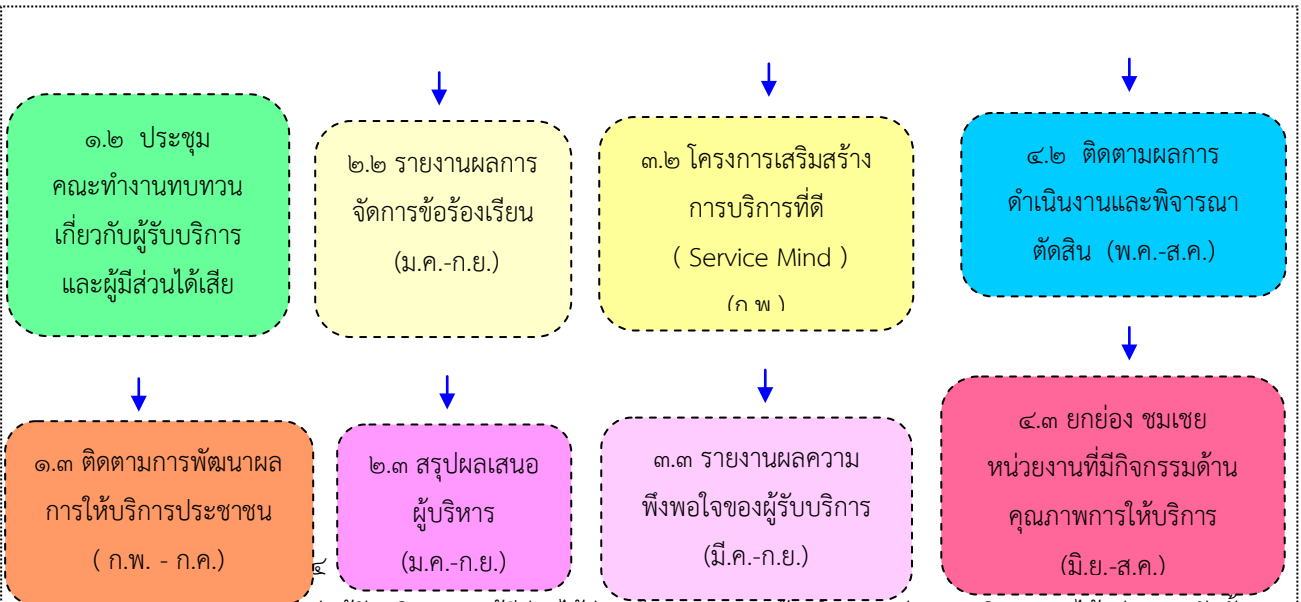 ๑.๒ ประชุม
คณะทำงานทบทวน
เกี่ยวกับผู้รับบริการ
และผู้มีส่วนได้เสีย
๒.๒ รายงานผลการ
จัดการข้อร้องเรียน
(ม.ค.-ก.ย.)
๓.๒ โครงการเสริมสร้าง
การบริการที่ดี
( Service Mind )
(ก.พ.)
๔.๒ ติดตามผลการ
ดำเนินงานและพิจารณา
ตัดสิน (พ.ค.-ส.ค.)
๑.๓ ติดตามการพัฒนาผล
การให้บริการประชาชน
( ก.พ. - ก.ค.)
๒.๓ สรุปผลเสนอ
ผู้บริหาร
(ม.ค.-ก.ย.)
๓.๓ รายงานผลความ
พึงพอใจของผู้รับบริการ
(มี.ค.-ก.ย.)
๔.๓ ยกย่อง ชมเชย
หน่วยงานที่มีกิจกรรมด้าน
คุณภาพการให้บริการ
(มิ.ย.-ส.ค.)